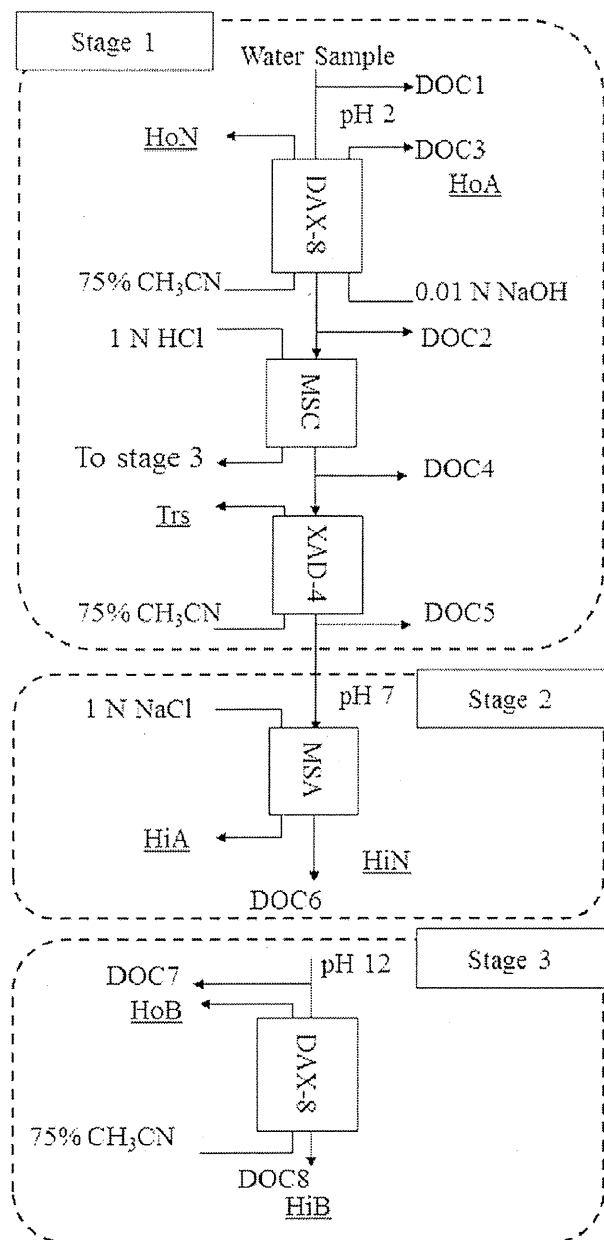 Stage 1
Water Sample
DOC1
pH 2
HoN
DOC3
HoA
DAX-8
75% CH₃CN
0.01 N NaOH
1 N HCl
DOC2
MSC
To stage 3
DOC4
Trs
XAD-4
75% CH₃CN
DOC5
Stage 2
pH 7
1 N NaCl
MSA
HiA
HiN
DOC6
Stage 3
pH 12
DOC7
HoB
DAX-8
75% CH₃CN
DOC8
HiB